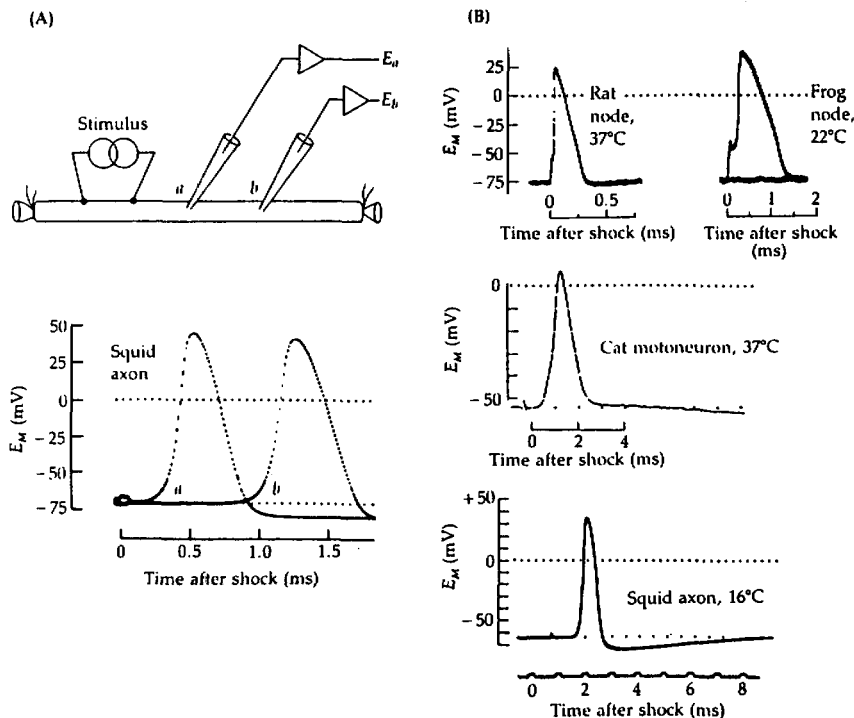 (A)
E_a
E_b
Stimulus
a
b
50
25
0
−25
−50
−75
E_M (mV)
Squid
axon
a
b
0
0.5
1.0
1.5
Time after shock (ms)
(B)
25
0
−25
−50
−75
E_M (mV)
Rat
node,
37°C
0
0.5
Time after shock (ms)
Frog
node,
22°C
0
1
2
Time after shock
(ms)
0
−50
E_M (mV)
Cat motoneuron, 37°C
0
2
4
Time after shock (ms)
+50
0
−50
E_M (mV)
Squid axon, 16°C
0
2
4
6
8
Time after shock (ms)